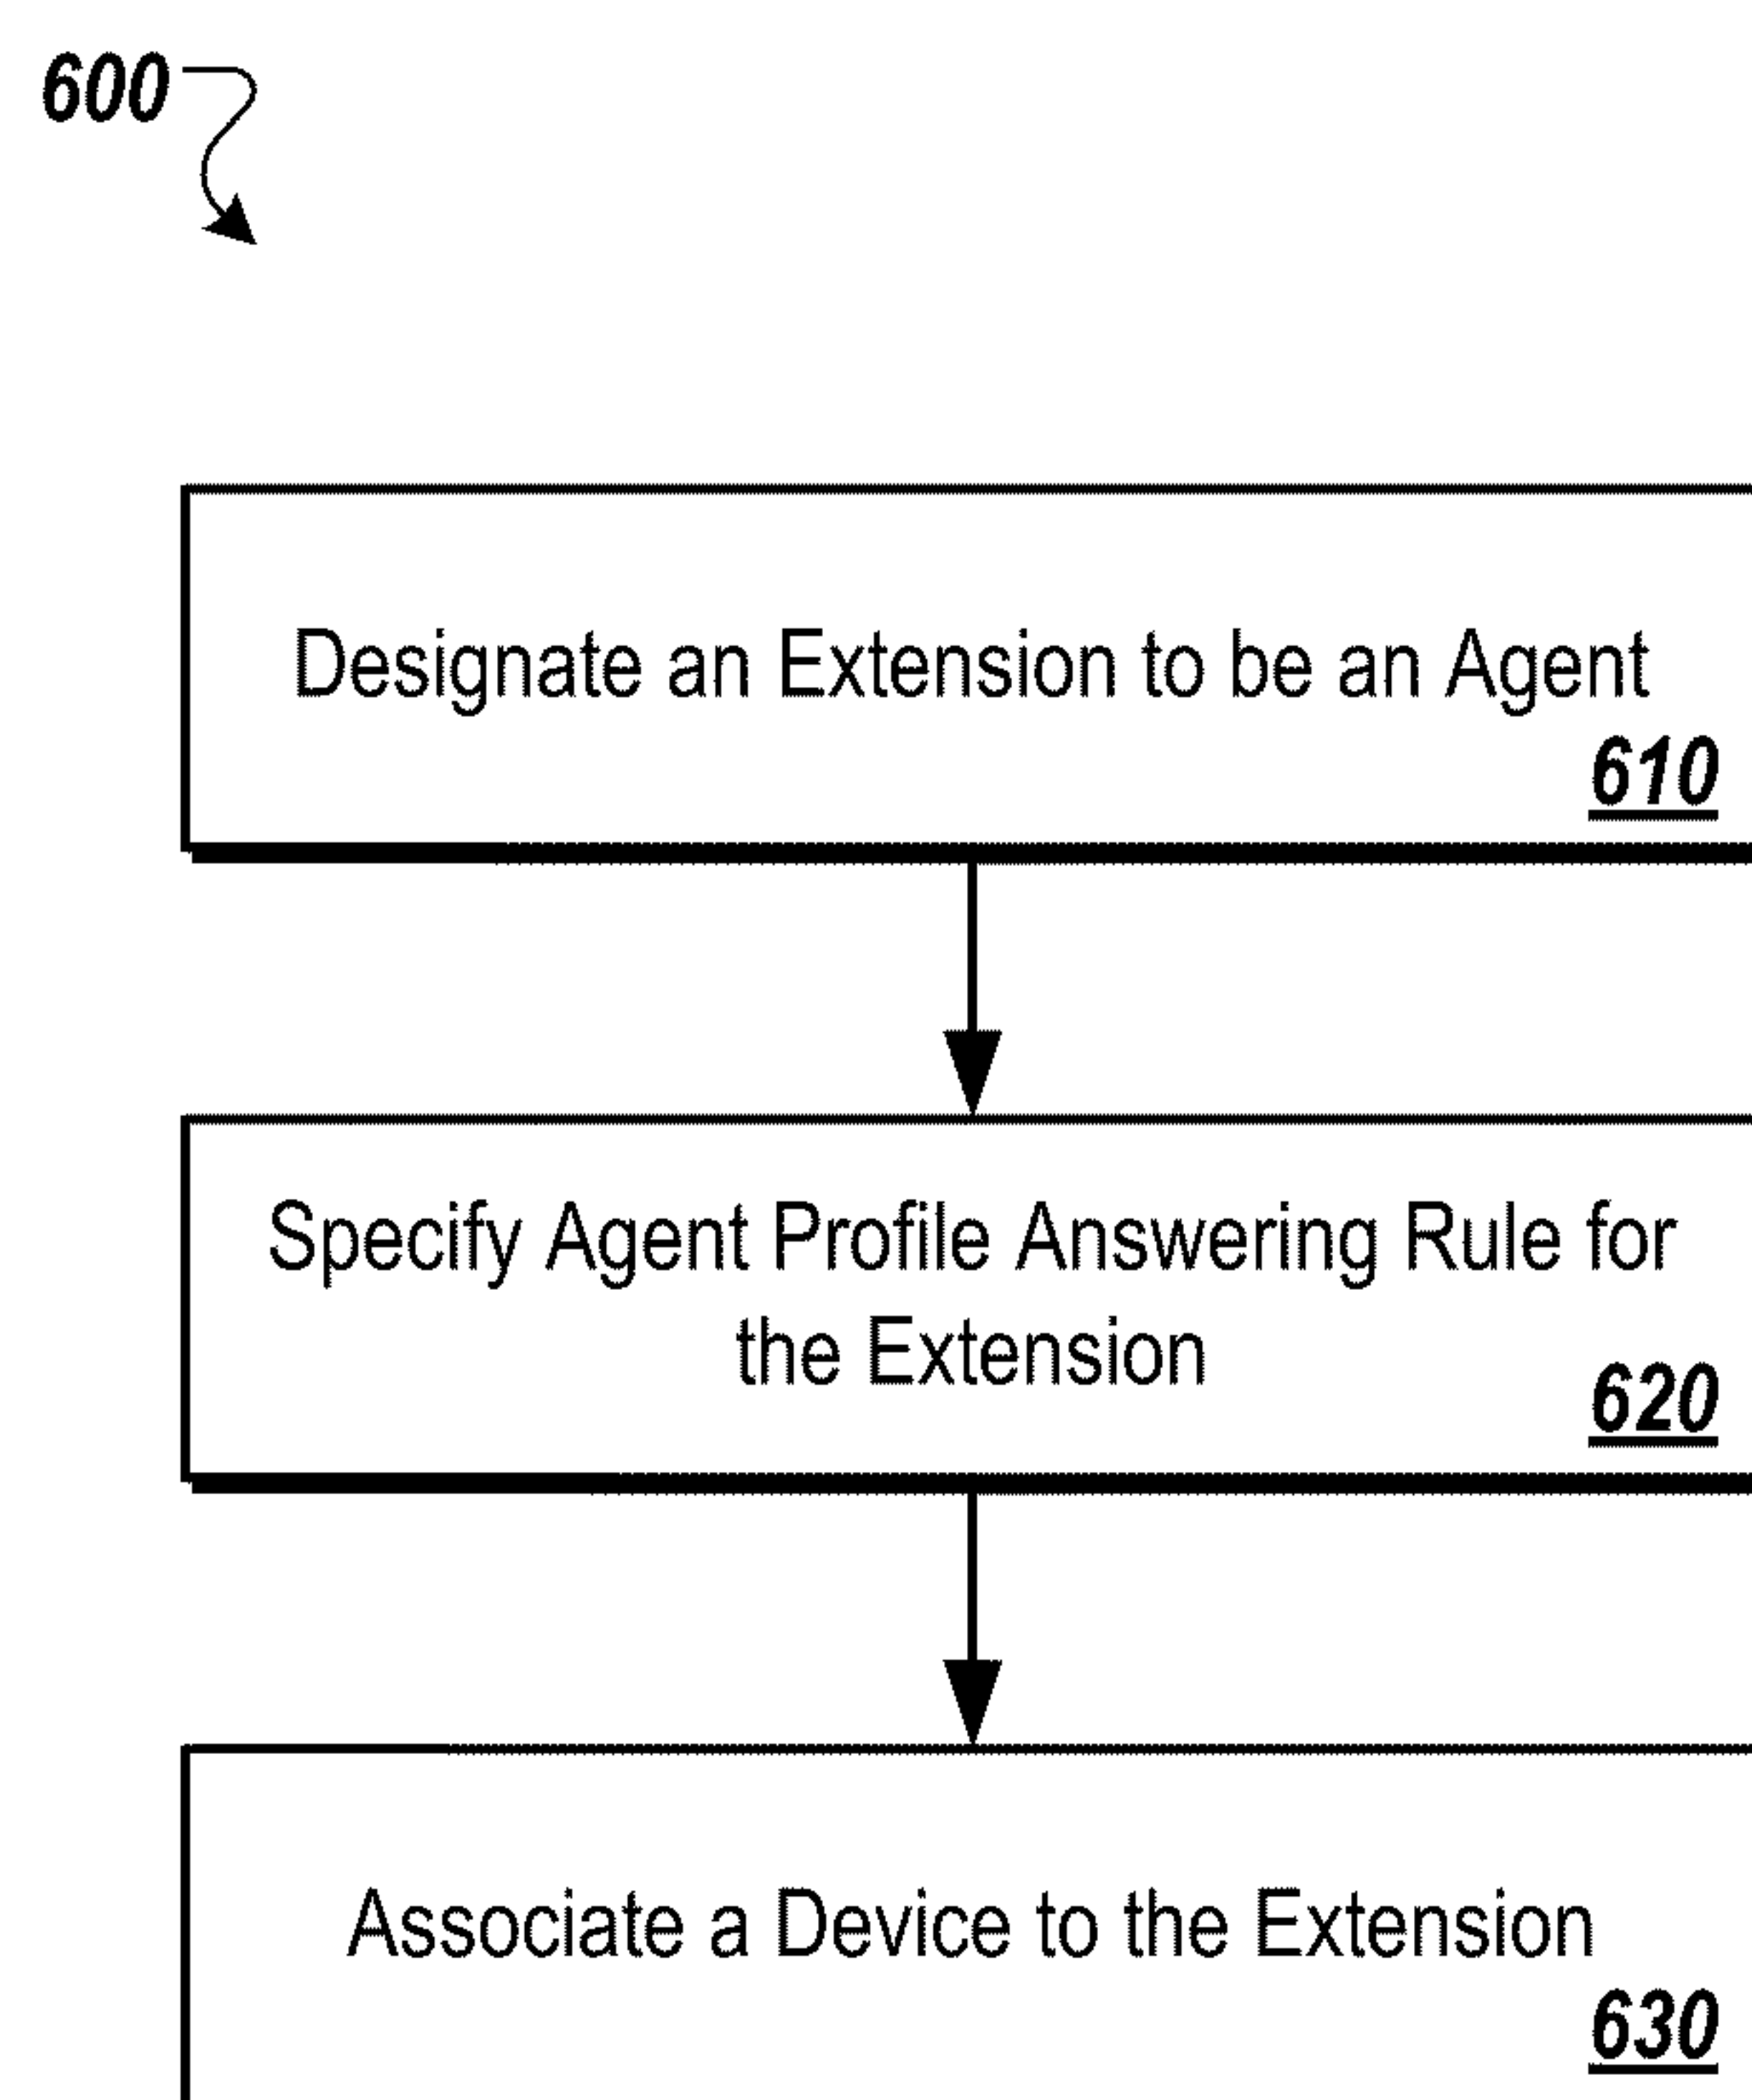 600
Designate an Extension to be an Agent
610
Specify Agent Profile Answering Rule for
the Extension
620
Associate a Device to the Extension
630